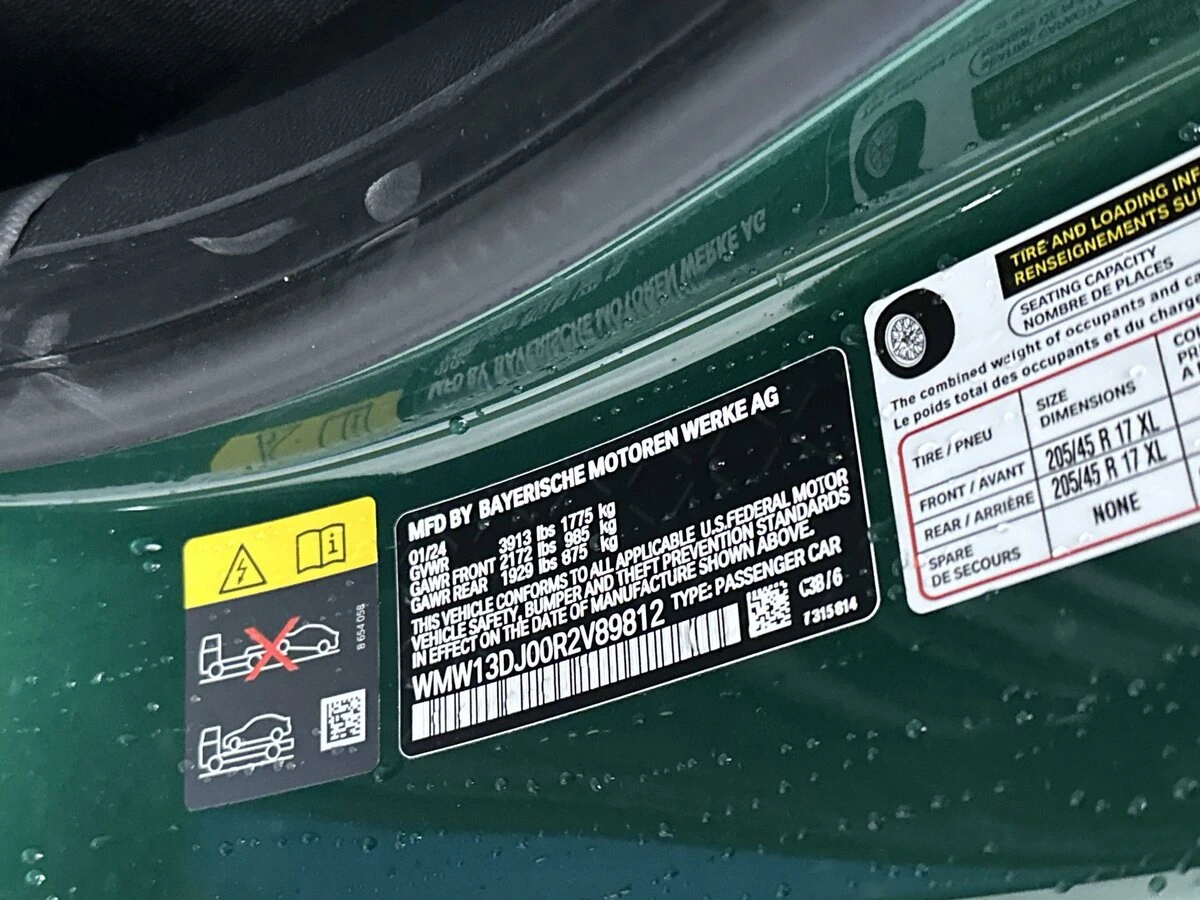 MFD BY BAYERISCHE MOTOREN WERKE AG
01/24
GVWR 3913 lbs 1775 kg
GAWR FRONT 2172 lbs 985 kg
GAWR REAR 1929 lbs 875 kg
THIS VEHICLE CONFORMS TO ALL APPLICABLE U.S.FEDERAL MOTOR
VEHICLE SAFETY, BUMPER AND THEFT PREVENTION STANDARDS
IN EFFECT ON THE DATE OF MANUFACTURE SHOWN ABOVE.
WMW13DJ00R2V89812 TYPE: PASSENGER CAR
C3B/6
7315814
8 654 058
TIRE AND LOADING INF
RENSEIGNEMENTS SU
SEATING CAPACITY
NOMBRE DE PLACES
The combined weight of occupants and c
Le poids total des occupants et du charg
TIRE / PNEU
SIZE
DIMENSIONS
CO
PR
A
FRONT / AVANT 205/45 R 17 XL
REAR / ARRIÈRE 205/45 R 17 XL
SPARE
DE SECOURS
NONE